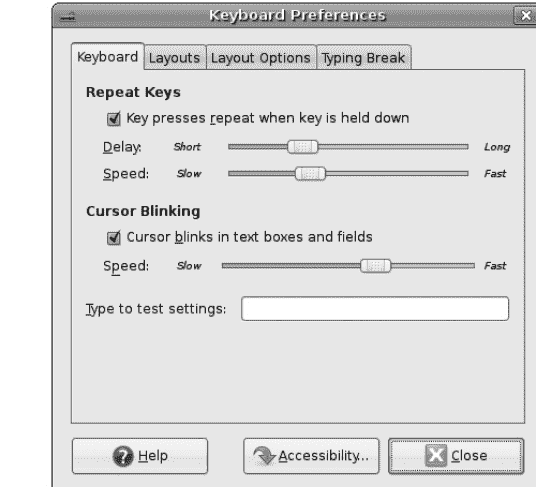 Keyboard Preferences
Keyboard Layouts Layout Options Typing Break
Repeat Keys
Key presses repeat when key is held down
Delay: Short Long
Speed: Slow Fast
Cursor Blinking
Cursor blinks in text boxes and fields
Speed: Slow Fast
Type to test settings:
Help Accessibility... Close